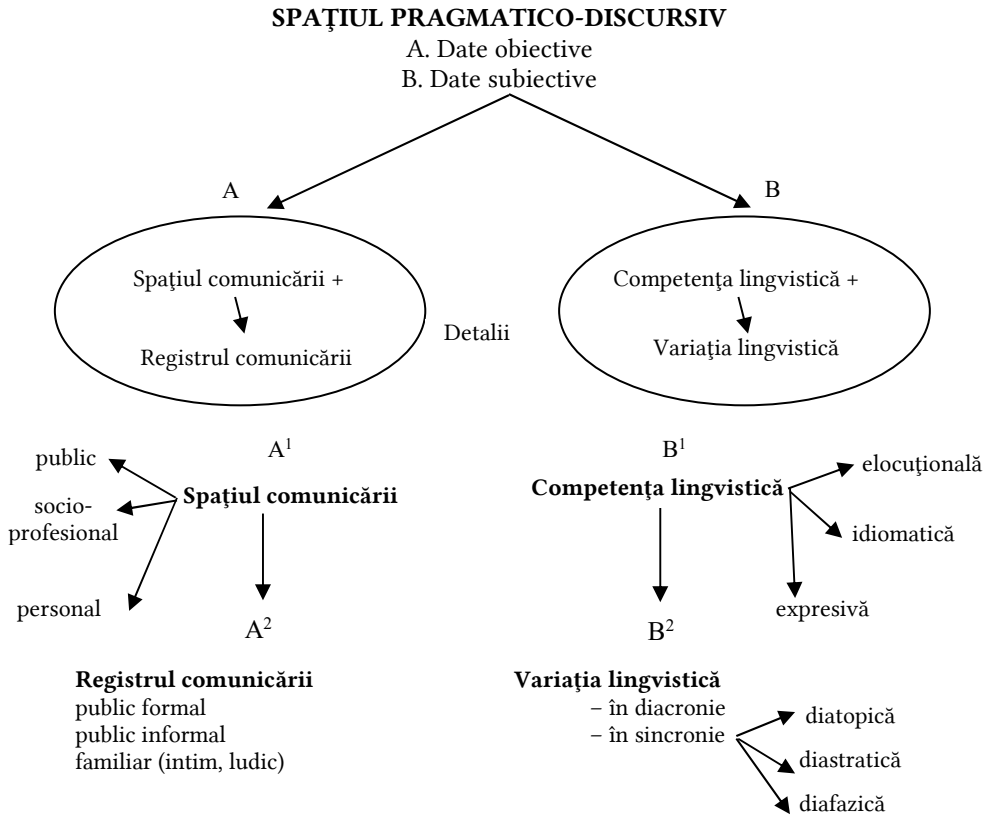 SPAŢIUL PRAGMATICO-DISCURSIV
A. Date obiective
B. Date subiective
A
B
Spaţiul comunicării +
Registrul comunicării
Detalii
Competenţa lingvistică +
Variaţia lingvistică
A¹
public
socio-
profesional
personal
Spaţiul comunicării
A²
Registrul comunicării
public formal
public informal
familiar (intim, ludic)
B¹
Competenţa lingvistică
elocuţională
idiomatică
expresivă
B²
Variaţia lingvistică
– în diacronie
– în sincronie
diatopică
diastratică
diafazică